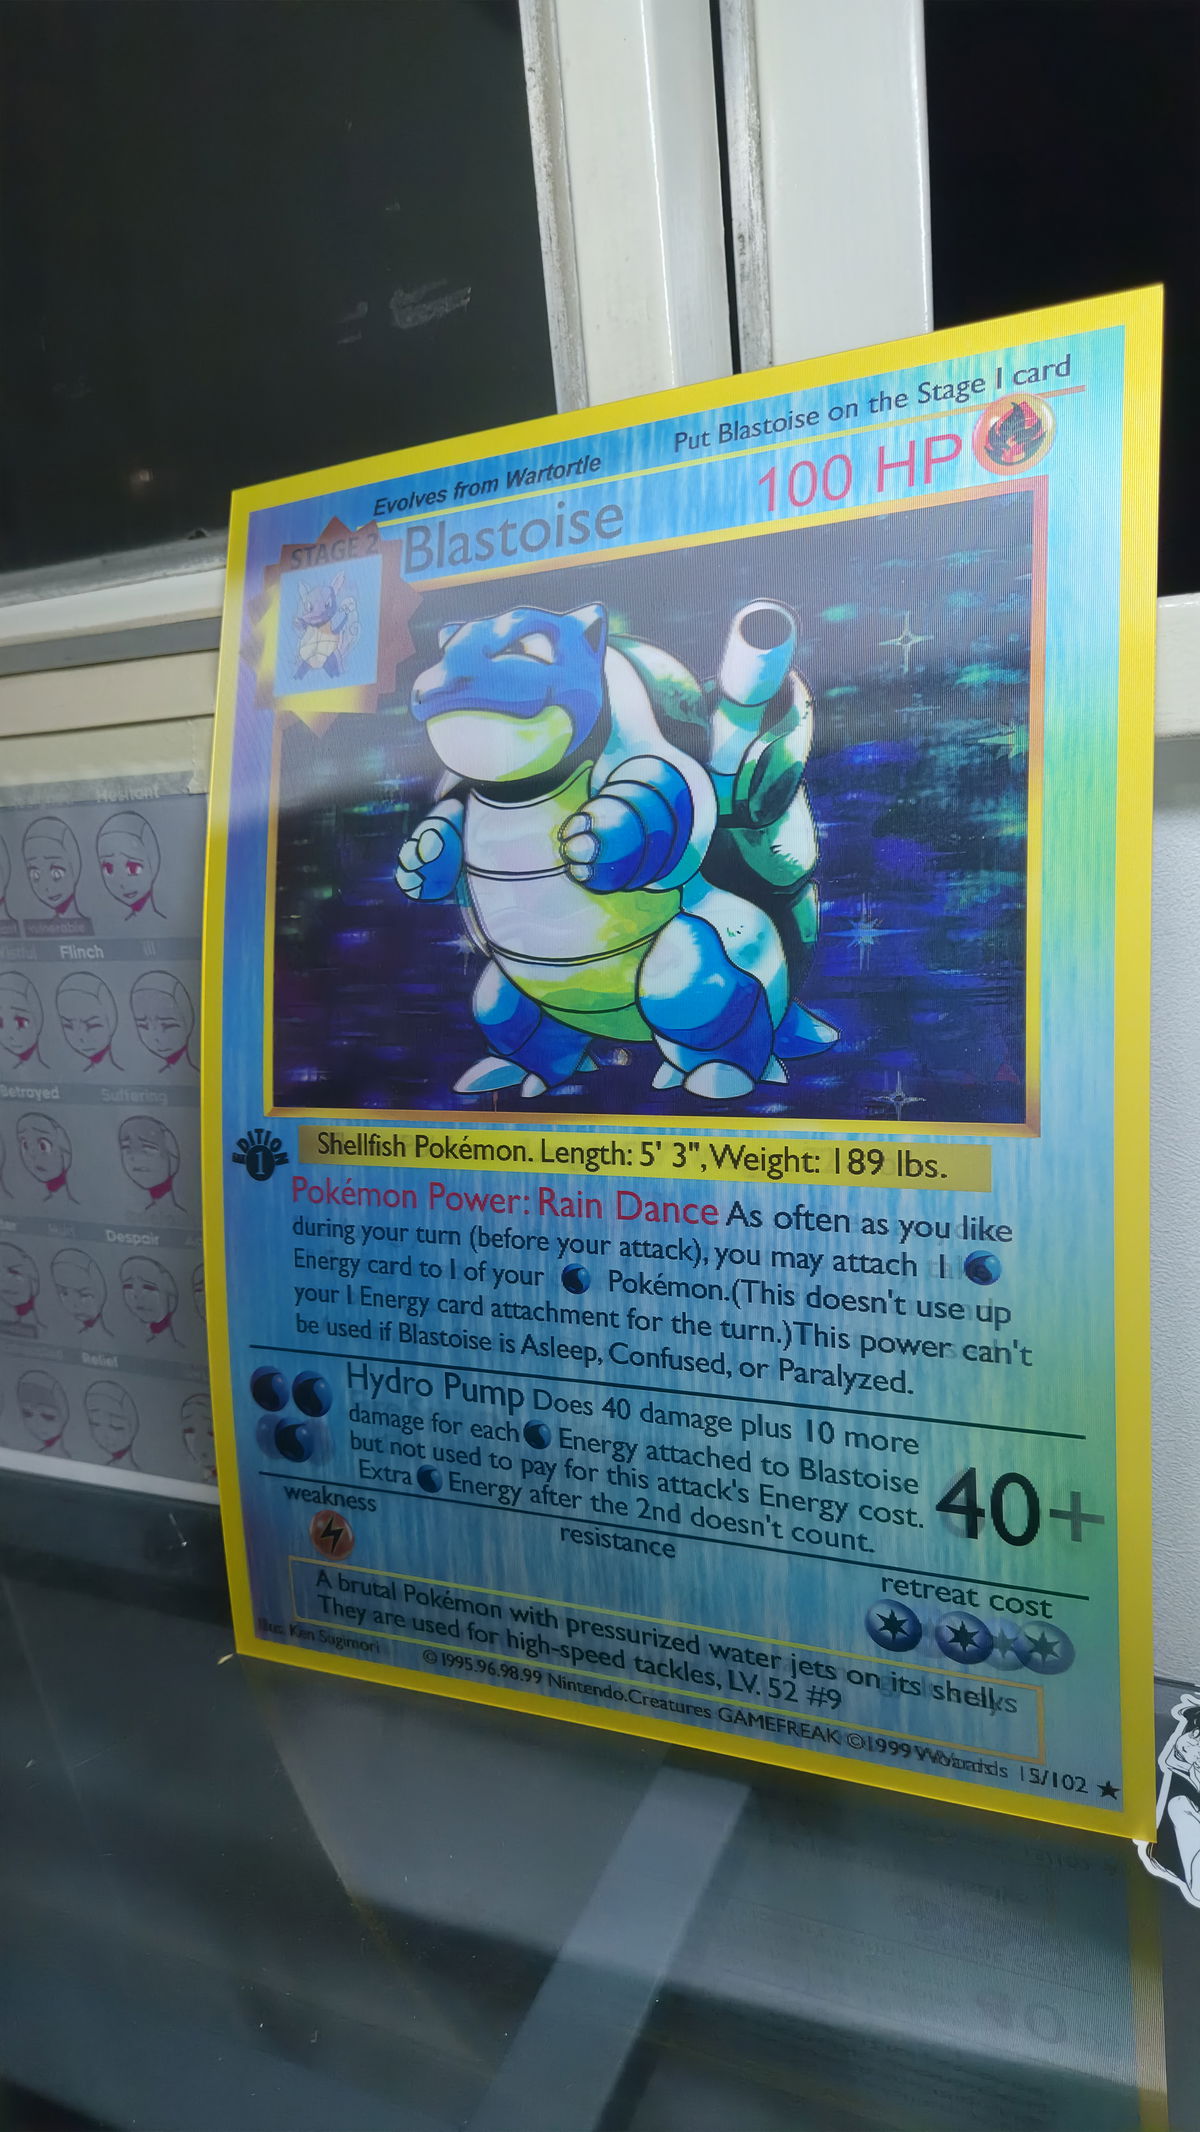 Put Blastoise on the Stage 1 card
Evolves from Wartortle
100 HP
STAGE 2
Blastoise
Hesitant
vulnerable
Flinch
ill
Betrayed
Suffering
Despair
Relief
EDITION
1
Shellfish Pokémon. Length: 5' 3", Weight: 189 lbs.
Pokémon Power: Rain Dance As often as you like
during your turn (before your attack), you may attach 1
Energy card to 1 of your Pokémon.(This doesn't use up
your 1 Energy card attachment for the turn.)This power can't
be used if Blastoise is Asleep, Confused, or Paralyzed.
Hydro Pump Does 40 damage plus 10 more
damage for each Energy attached to Blastoise
but not used to pay for this attack's Energy cost.
Extra Energy after the 2nd doesn't count.
40+
weakness
resistance
retreat cost
A brutal Pokémon with pressurized water jets on its
They are used for high-speed tackles, LV. 52 #9
Illus. Ken Sugimori
©1995.96.98.99 Nintendo.Creatures GAMEFREAK ©1999 15/102 ★